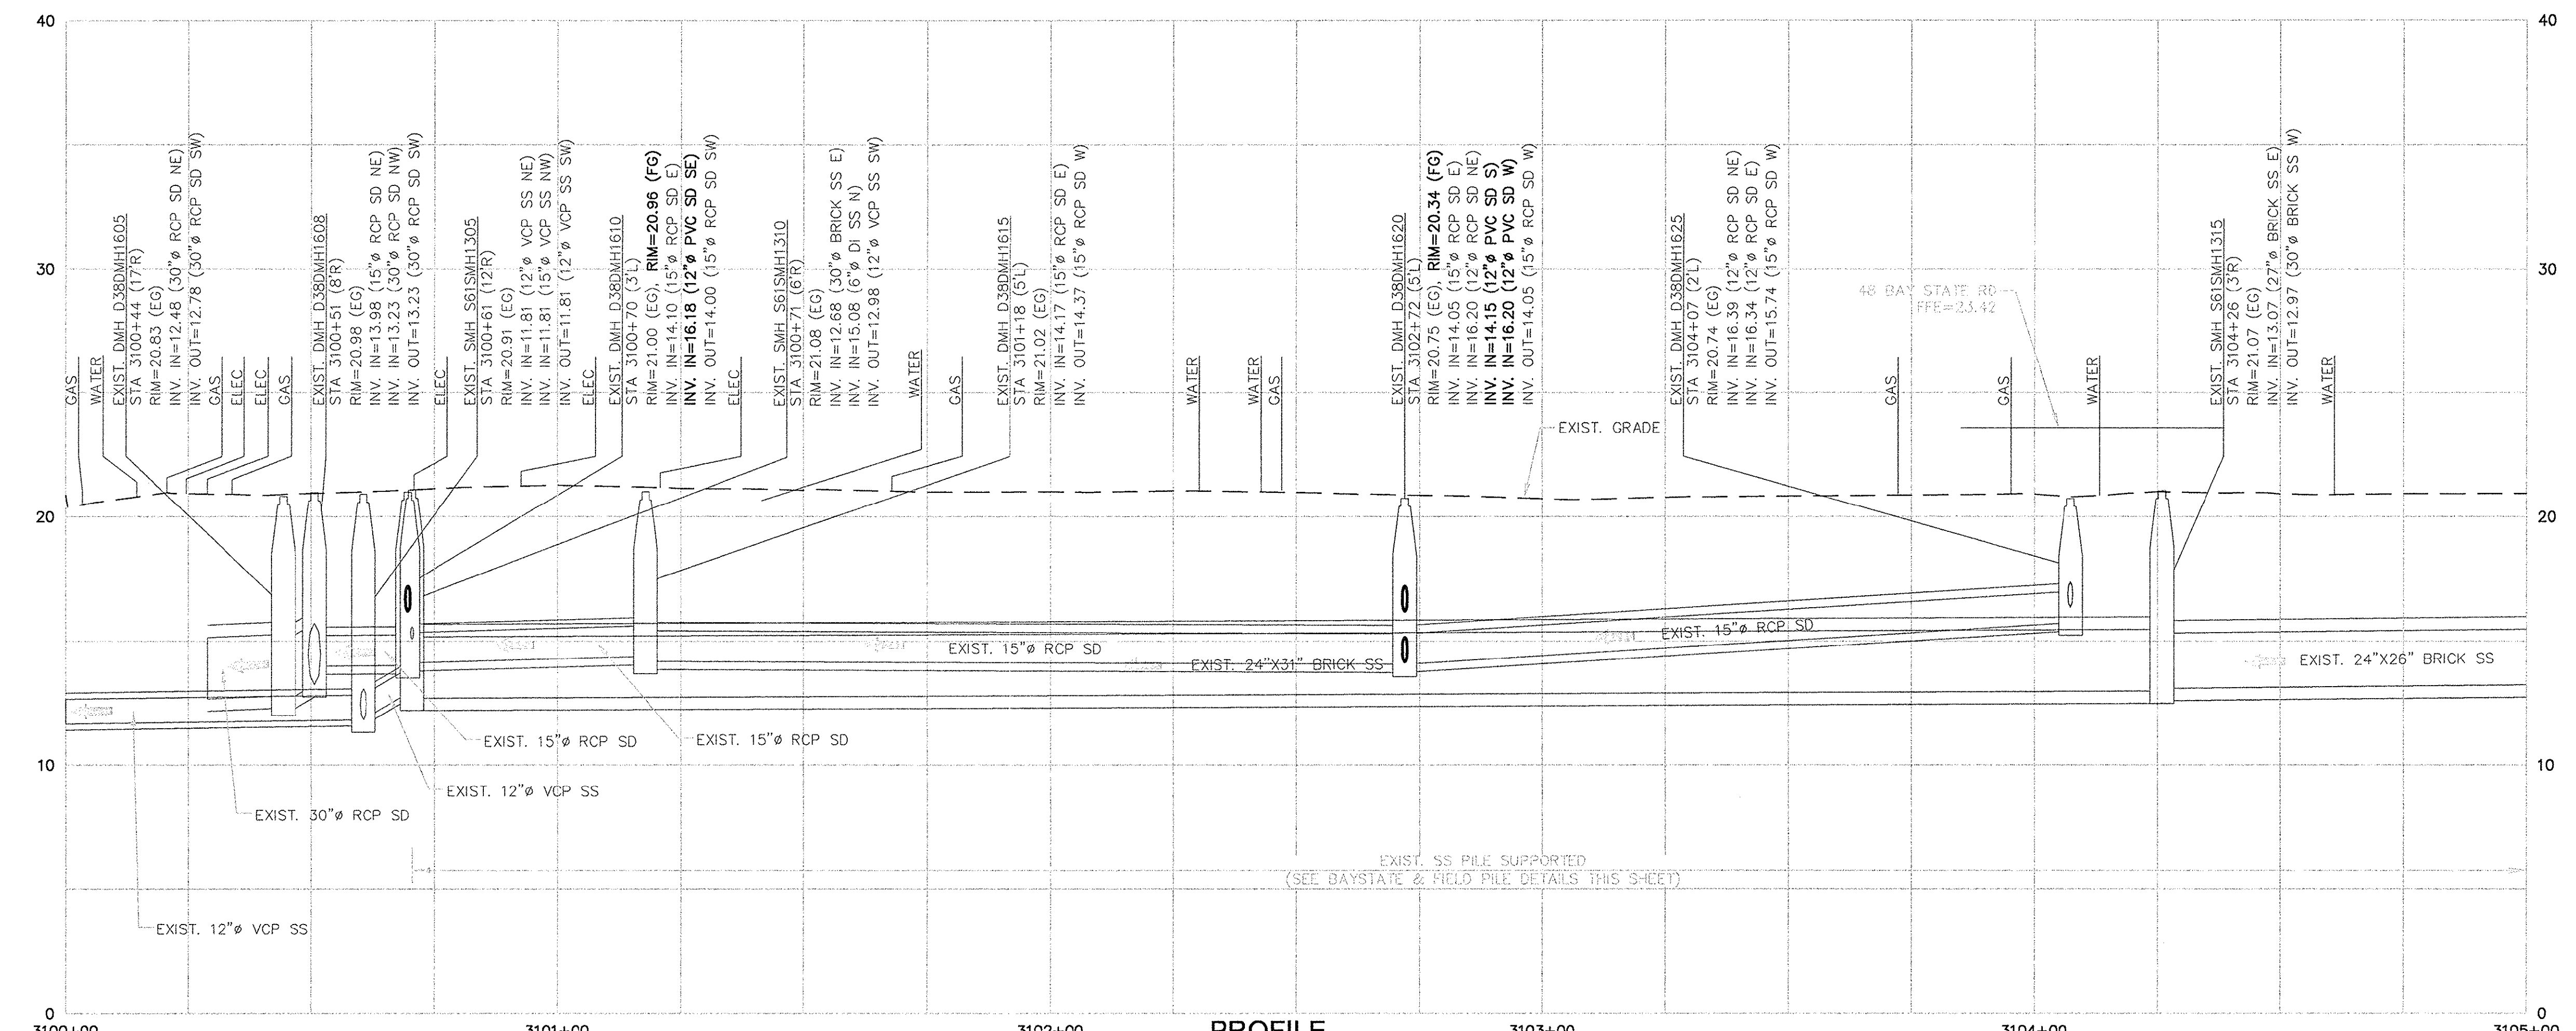 40
40
GAS
WATER
EXIST. DMH D38DMH1605
STA 3100+44 (17'R)
RIM=20.83 (EG)
INV. IN=12.48 (30"ø RCP SD NE)
INV. OUT=12.78 (30"ø RCP SD SW)
GAS
ELEC
ELEC
GAS
EXIST. DMH D38DMH1608
STA 3100+51 (8'R)
RIM=20.98 (EG)
INV. IN=13.98 (15"ø RCP SD NE)
INV. IN=13.23 (30"ø RCP SD NW)
INV. OUT=13.23 (30"ø RCP SD SW)
ELEC
EXIST. SMH S61SMH1305
STA 3100+61 (12'R)
RIM=20.91 (EG)
INV. IN=11.81 (12"ø VCP SS NE)
INV. IN=11.81 (15"ø VCP SS NW)
INV. OUT=11.81 (12"ø VCP SS SW)
ELEC
EXIST. DMH D38DMH1610
STA 3100+70 (3'L)
RIM=21.00 (EG), RIM=20.96 (FG)
INV. IN=14.10 (15"ø RCP SD E)
INV. IN=16.18 (12"ø PVC SD SE)
INV. OUT=14.00 (15"ø RCP SD SW)
ELEC
EXIST. SMH S61SMH1310
STA 3100+71 (6'R)
RIM=21.08 (EG)
INV. IN=12.68 (30"ø BRICK SS E)
INV. IN=15.08 (6"ø DI SS N)
INV. OUT=12.98 (12"ø VCP SS SW)
WATER
GAS
EXIST. DMH D38DMH1615
STA 3101+18 (5'L)
RIM=21.02 (EG)
INV. IN=14.17 (15"ø RCP SD E)
INV. OUT=14.37 (15"ø RCP SD W)
WATER
WATER
GAS
EXIST. DMH D38DMH1620
STA 3102+72 (5'L)
RIM=20.75 (EG), RIM=20.34 (FG)
INV. IN=14.05 (15"ø RCP SD E)
INV. IN=16.20 (12"ø RCP SD NE)
INV. IN=14.15 (12"ø PVC SD S)
INV. IN=16.20 (12"ø PVC SD W)
INV. OUT=14.05 (15"ø RCP SD W)
EXIST. DMH D38DMH1625
STA 3104+07 (2'L)
RIM=20.74 (EG)
INV. IN=16.39 (12"ø RCP SD NE)
INV. IN=16.34 (12"ø RCP SD E)
INV. OUT=15.74 (15"ø RCP SD W)
GAS
GAS
WATER
EXIST. SMH S61SMH1315
STA 3104+26 (3'R)
RIM=21.07 (EG)
INV. IN=13.07 (27"ø BRICK SS E)
INV. OUT=12.97 (30"ø BRICK SS W)
WATER
30
30
48 BAY STATE RD
FFE=23.42
EXIST. GRADE
20
20
EXIST. 15"ø RCP SD
EXIST. 15"ø RCP SD
EXIST. 24"X31" BRICK SS
EXIST. 24"X26" BRICK SS
EXIST. 15"ø RCP SD
EXIST. 15"ø RCP SD
10
10
EXIST. 12"ø VCP SS
EXIST. 30"ø RCP SD
EXIST. SS PILE SUPPORTED
(SEE BAYSTATE & FIELD PILE DETAILS THIS SHEET)
EXIST. 12"ø VCP SS
0
0
3100+00
3101+00
3102+00
PROFILE
3103+00
3104+00
3105+00